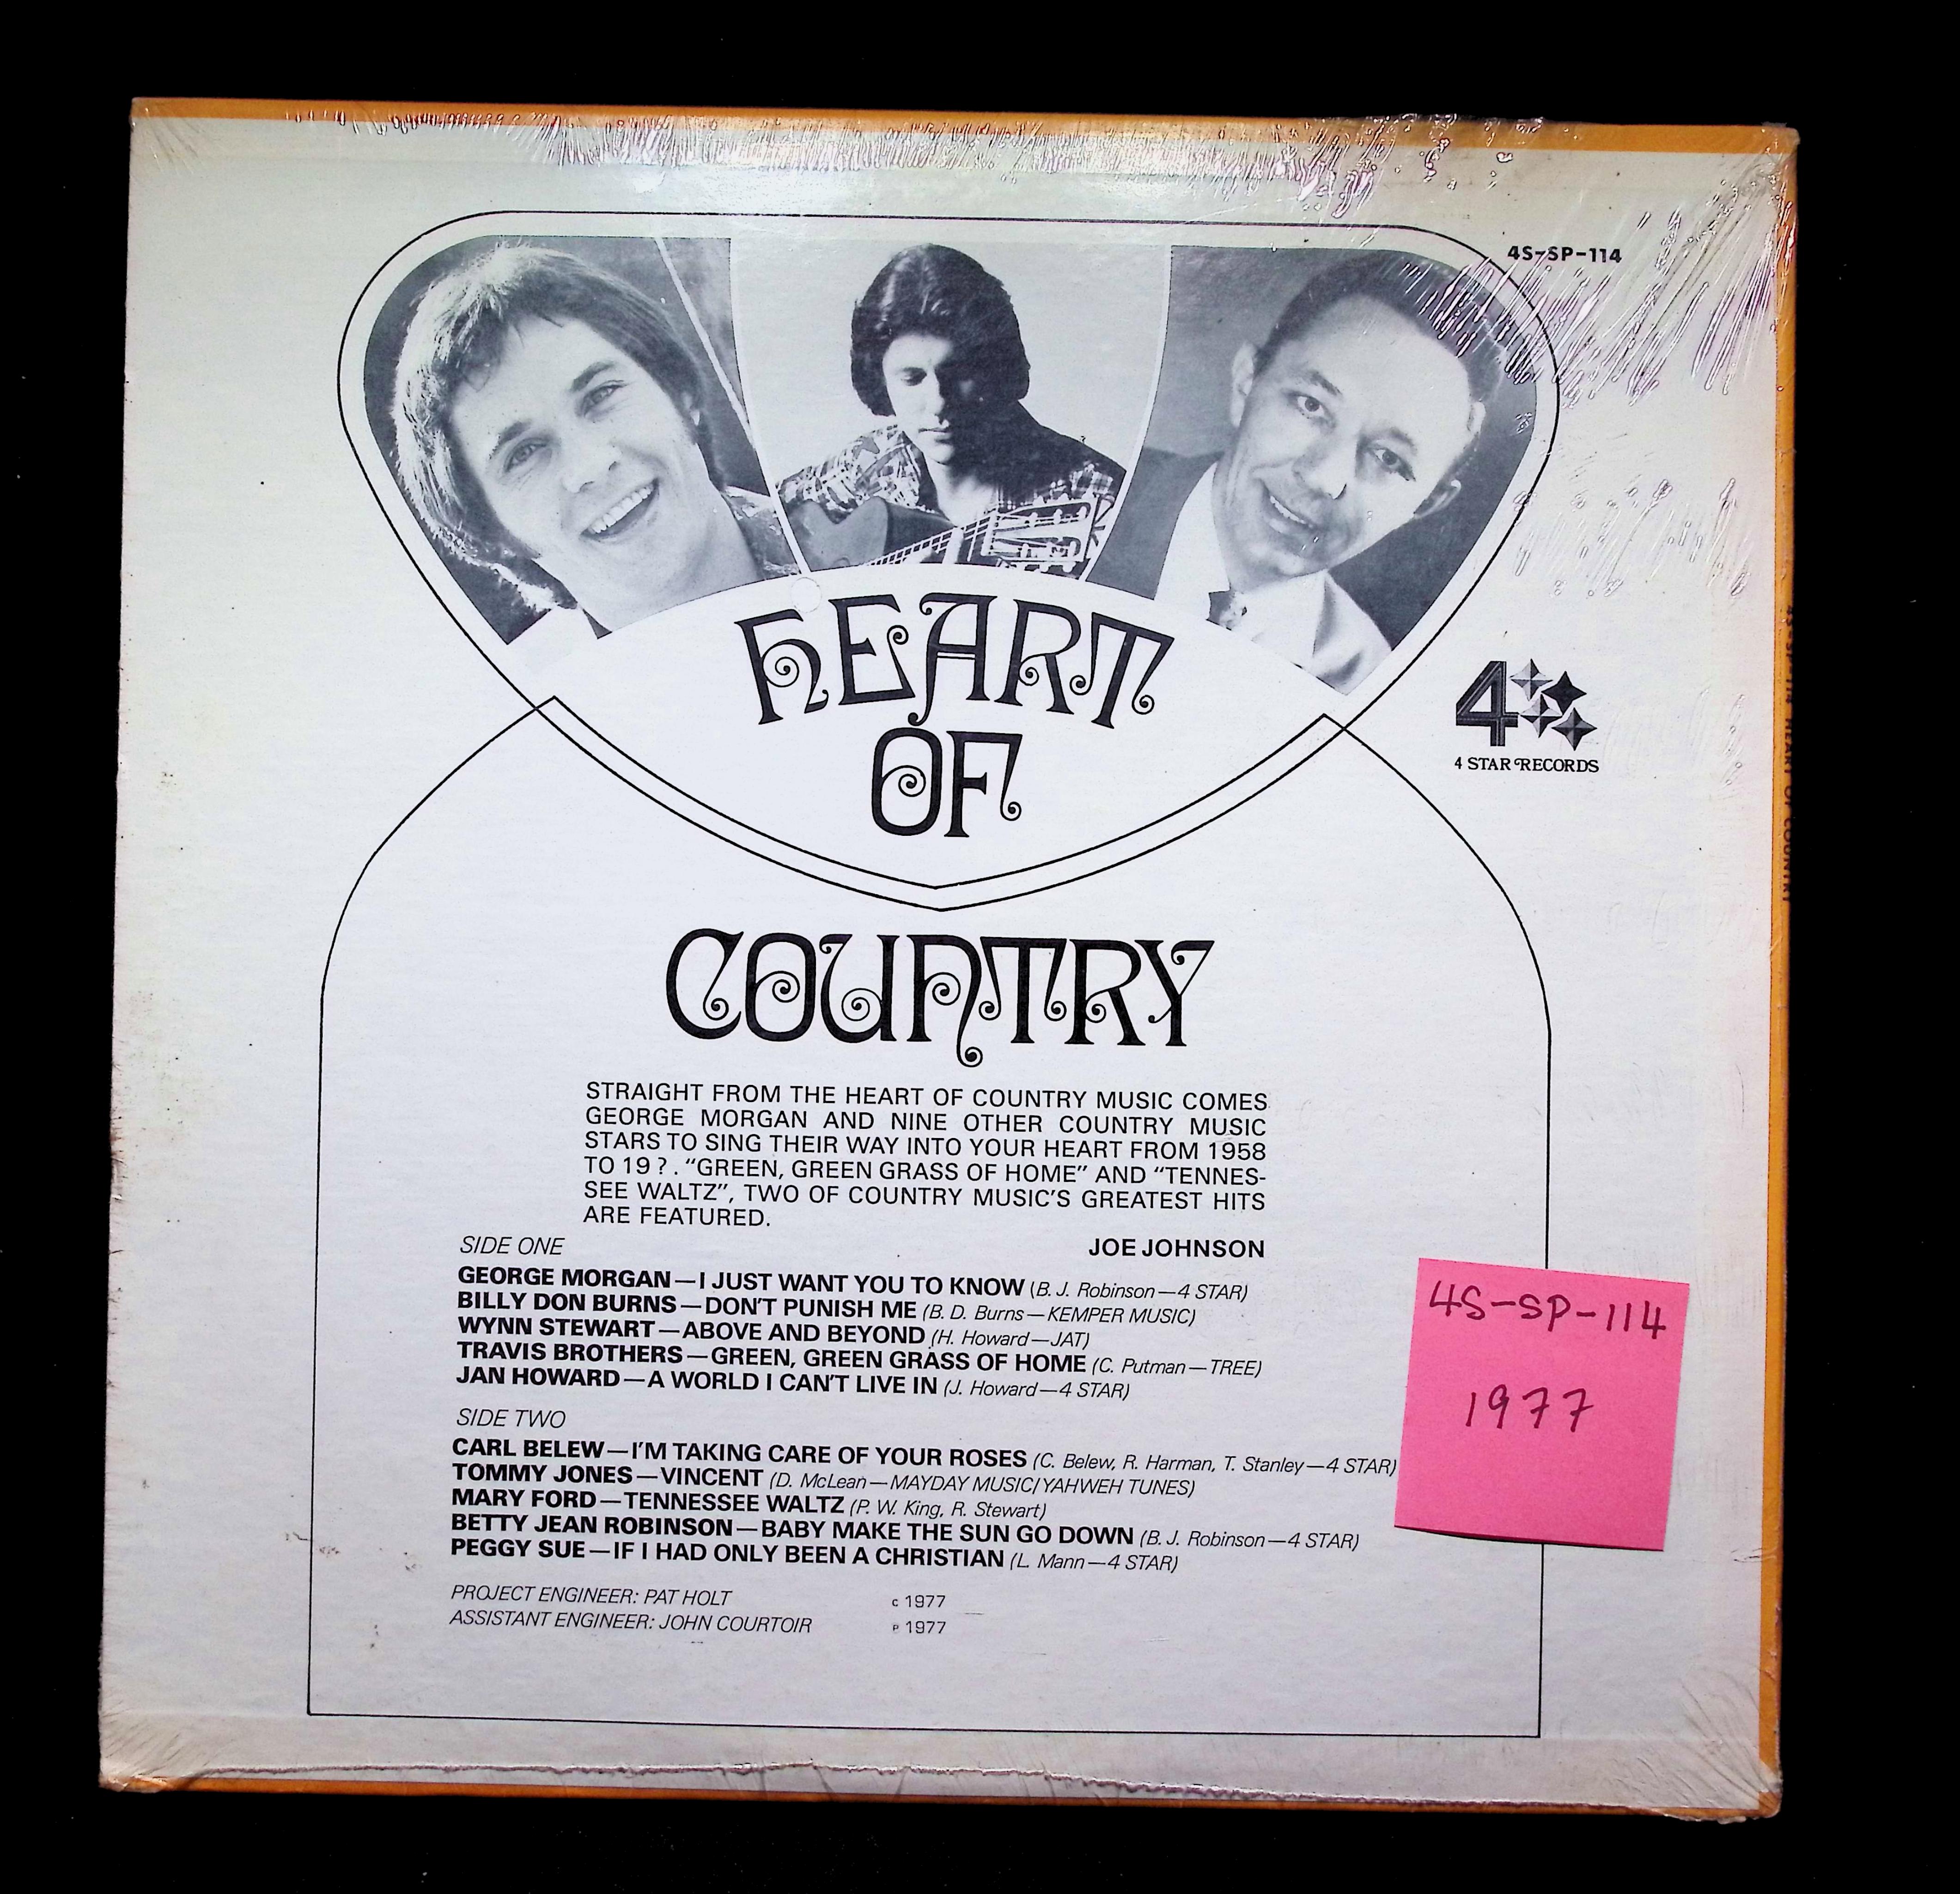 4S-SP-114
HEART
OF
4
4 STAR RECORDS
4S-SP-114 HEART OF COUNTRY
COUNTRY
STRAIGHT FROM THE HEART OF COUNTRY MUSIC COMES
GEORGE MORGAN AND NINE OTHER COUNTRY MUSIC
STARS TO SING THEIR WAY INTO YOUR HEART FROM 1958
TO 19 ? . “GREEN, GREEN GRASS OF HOME” AND “TENNES-
SEE WALTZ”, TWO OF COUNTRY MUSIC’S GREATEST HITS
ARE FEATURED.
SIDE ONE JOE JOHNSON
GEORGE MORGAN—I JUST WANT YOU TO KNOW (B. J. Robinson—4 STAR)
BILLY DON BURNS—DON’T PUNISH ME (B. D. Burns—KEMPER MUSIC)
WYNN STEWART—ABOVE AND BEYOND (H. Howard—JAT)
TRAVIS BROTHERS—GREEN, GREEN GRASS OF HOME (C. Putman—TREE)
JAN HOWARD—A WORLD I CAN’T LIVE IN (J. Howard—4 STAR)
SIDE TWO
CARL BELEW—I’M TAKING CARE OF YOUR ROSES (C. Belew, R. Harman, T. Stanley—4 STAR)
TOMMY JONES—VINCENT (D. McLean—MAYDAY MUSIC/YAHWEH TUNES)
MARY FORD—TENNESSEE WALTZ (P. W. King, R. Stewart)
BETTY JEAN ROBINSON—BABY MAKE THE SUN GO DOWN (B. J. Robinson—4 STAR)
PEGGY SUE—IF I HAD ONLY BEEN A CHRISTIAN (L. Mann—4 STAR)
PROJECT ENGINEER: PAT HOLT c 1977
ASSISTANT ENGINEER: JOHN COURTOIR P 1977
4S-SP-114
1977